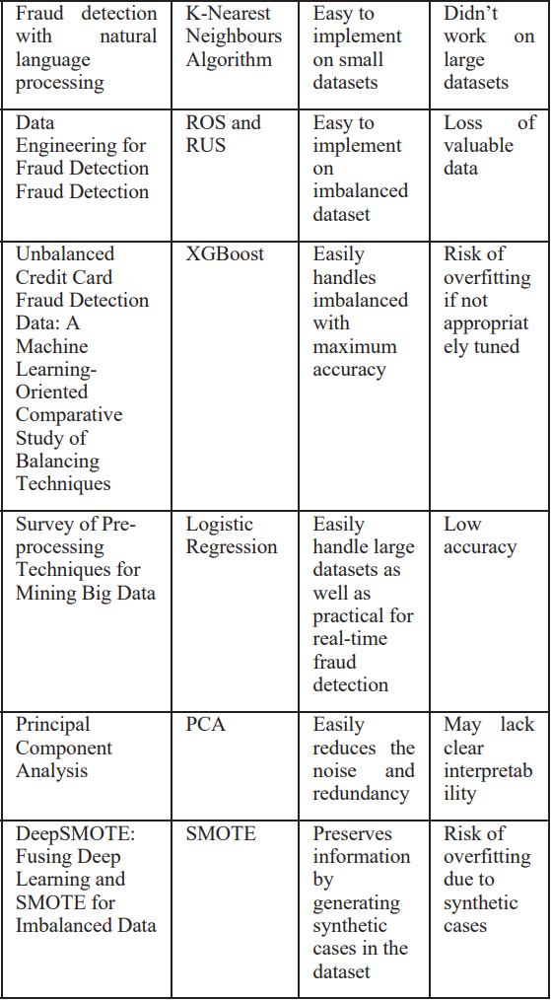 Fraud detection
with natural
language
processing
K-Nearest
Neighbours
Algorithm
Easy to
implement
on small
datasets
Didn’t
work on
large
datasets
Data
Engineering for
Fraud Detection
Fraud Detection
ROS and
RUS
Easy to
implement
on
imbalanced
dataset
Loss of
valuable
data
Unbalanced
Credit Card
Fraud Detection
Data: A
Machine
Learning-
Oriented
Comparative
Study of
Balancing
Techniques
XGBoost
Easily
handles
imbalanced
with
maximum
accuracy
Risk of
overfitting
if not
appropriat
ely tuned
Survey of Pre-
processing
Techniques for
Mining Big Data
Logistic
Regression
Easily
handle large
datasets as
well as
practical for
real-time
fraud
detection
Low
accuracy
Principal
Component
Analysis
PCA
Easily
reduces the
noise and
redundancy
May lack
clear
interpretab
ility
DeepSMOTE:
Fusing Deep
Learning and
SMOTE for
Imbalanced Data
SMOTE
Preserves
information
by
generating
synthetic
cases in the
dataset
Risk of
overfitting
due to
synthetic
cases